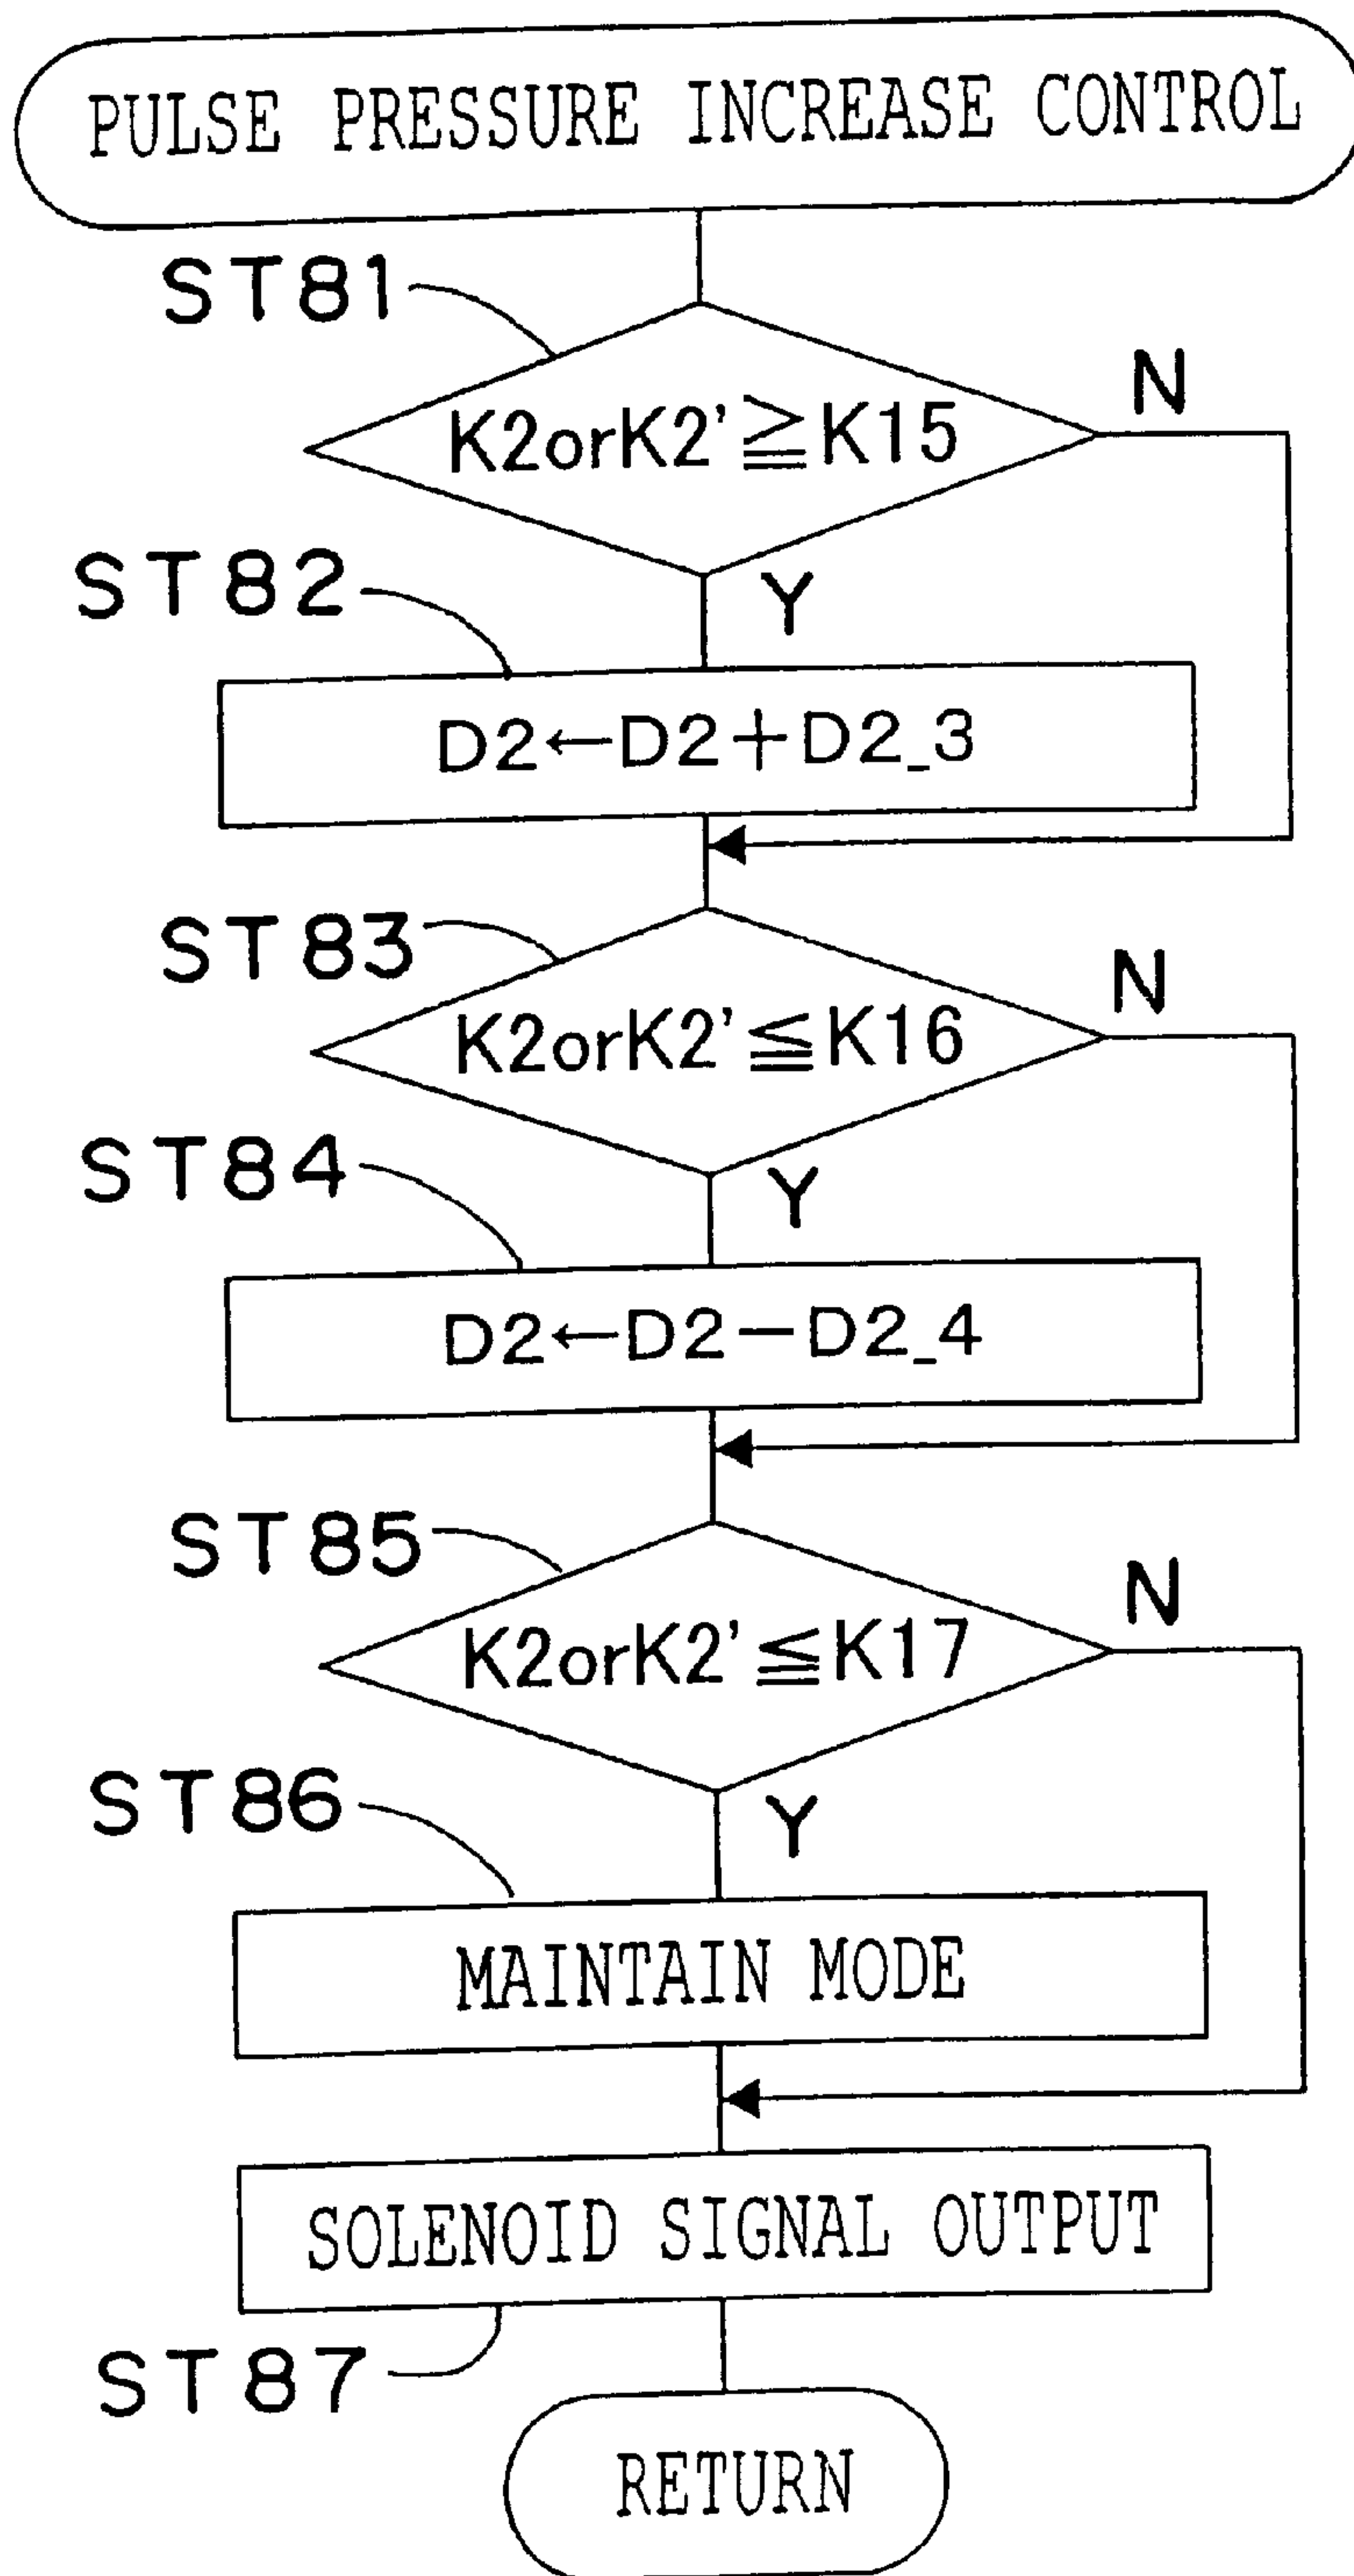 PULSE PRESSURE INCREASE CONTROL
ST81
K2orK2'≧K15
N
Y
ST82
D2←D2+D2_3
ST83
K2orK2'≦K16
N
Y
ST84
D2←D2−D2_4
ST85
K2orK2'≦K17
N
Y
ST86
MAINTAIN MODE
SOLENOID SIGNAL OUTPUT
ST87
RETURN